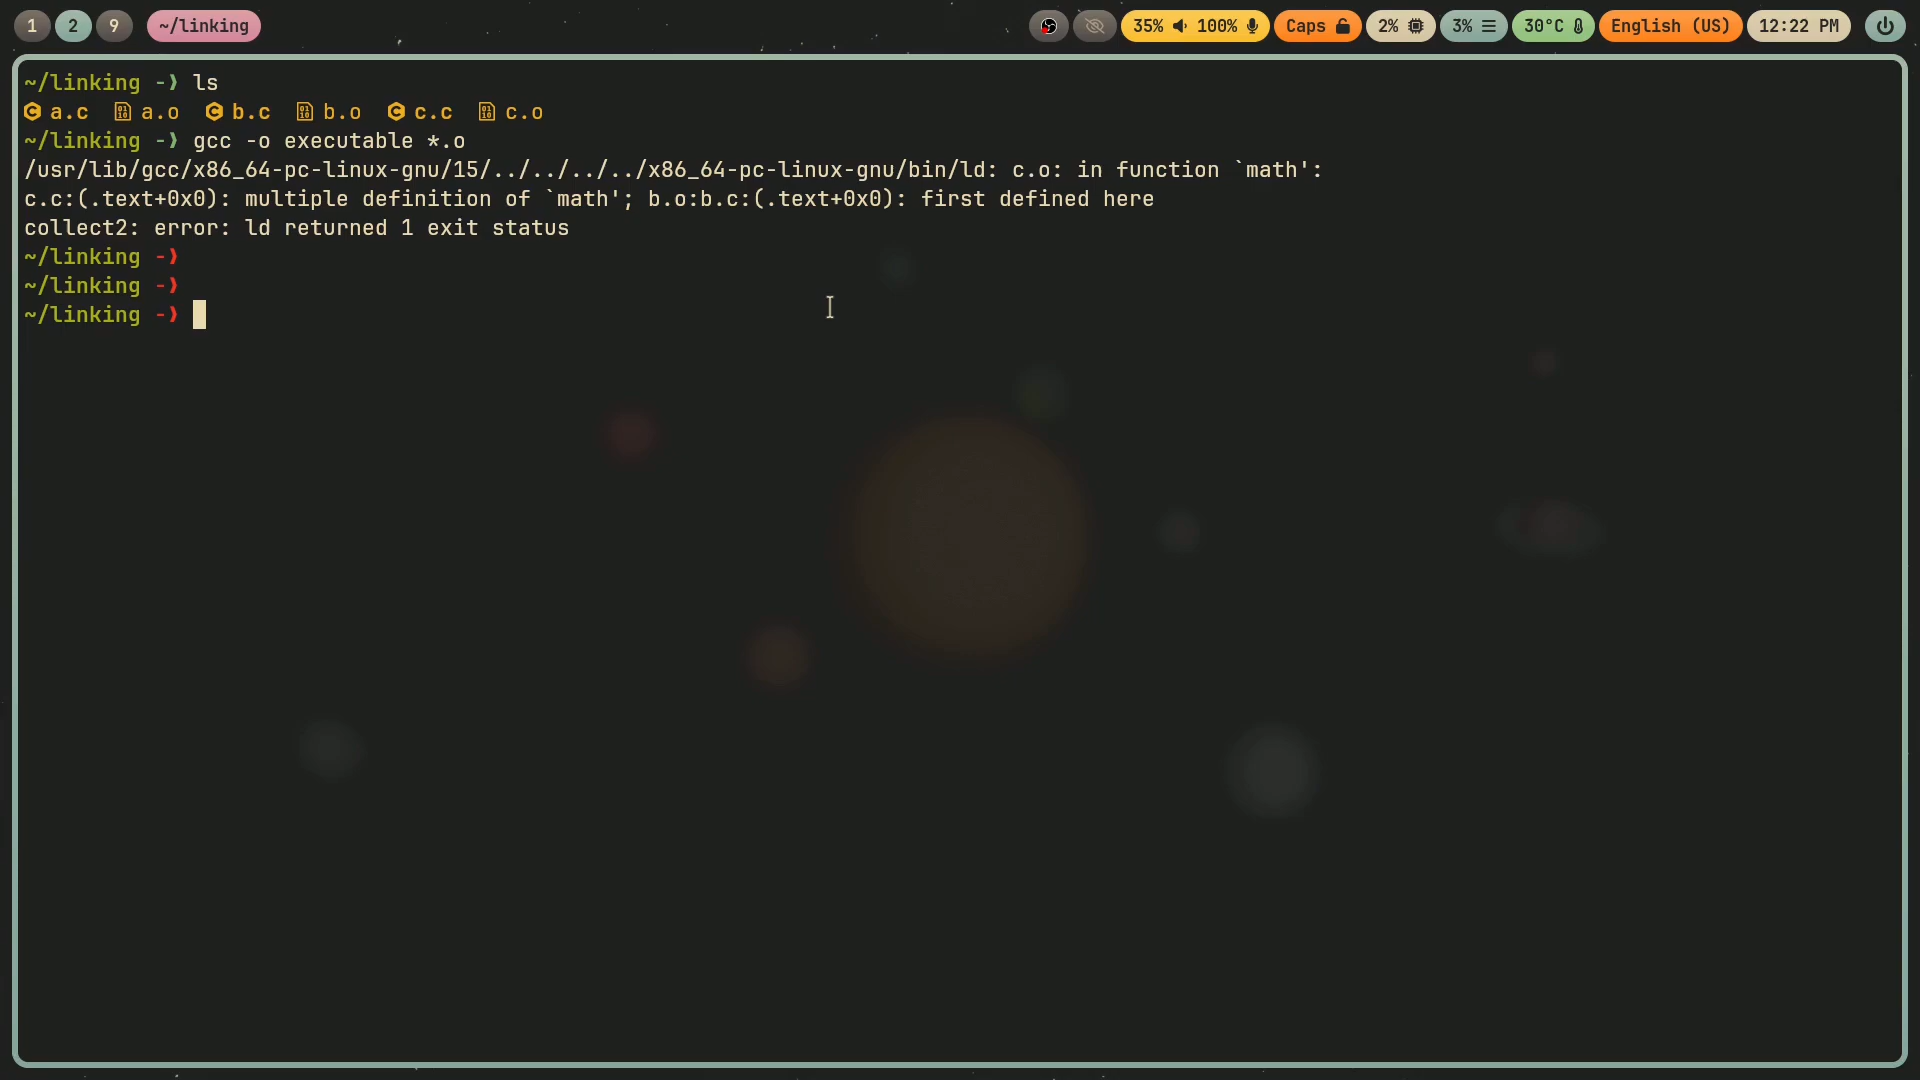 1 2 9 ~/linking 35% 100% Caps 2% 3% 30°C English (US) 12:22 PM
~/linking -❫ ls
a.c a.o b.c b.o c.c c.o
~/linking -❫ gcc -o executable *.o
/usr/lib/gcc/x86_64-pc-linux-gnu/15/../../../../x86_64-pc-linux-gnu/bin/ld: c.o: in function `math':
c.c:(.text+0x0): multiple definition of `math'; b.o:b.c:(.text+0x0): first defined here
collect2: error: ld returned 1 exit status
~/linking -❫
~/linking -❫
~/linking -❫